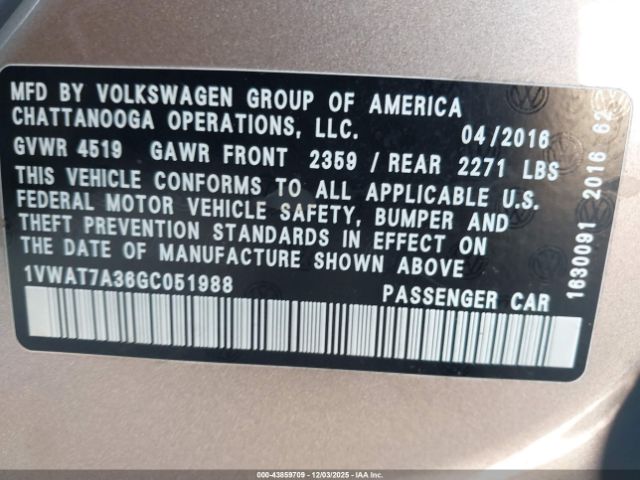 MFD BY VOLKSWAGEN GROUP OF AMERICA
CHATTANOOGA OPERATIONS, LLC. 04/2016
GVWR 4519 GAWR FRONT 2359 / REAR 2271 LBS
THIS VEHICLE CONFORMS TO ALL APPLICABLE U.S.
FEDERAL MOTOR VEHICLE SAFETY, BUMPER AND
THEFT PREVENTION STANDARDS IN EFFECT ON
THE DATE OF MANUFACTURE SHOWN ABOVE
1VWAT7A36GC051988 PASSENGER CAR
1630091 2016 62
000-43859709 | 12/03/2025 - IAAI.COM